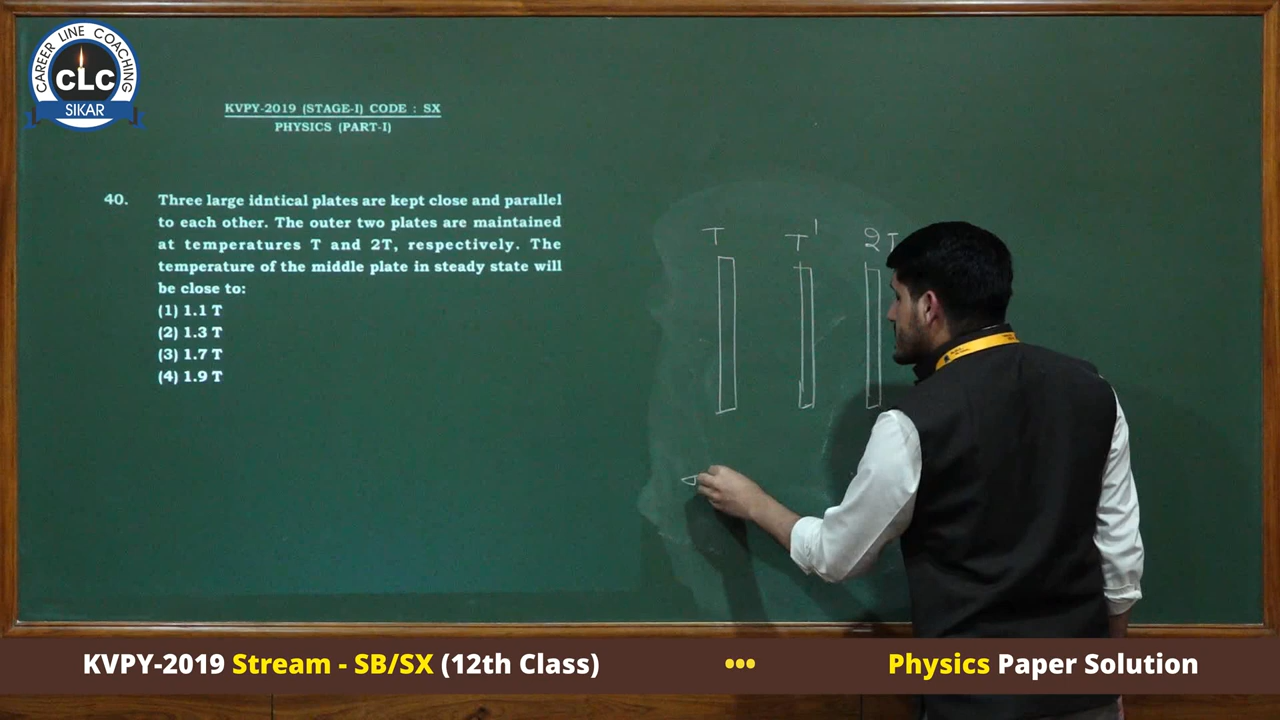 CAREER LINE COACHING
CLC
SIKAR
KVPY-2019 (STAGE-I) CODE : SX
PHYSICS (PART-I)
40. Three large idntical plates are kept close and parallel
to each other. The outer two plates are maintained
at temperatures T and 2T, respectively. The
temperature of the middle plate in steady state will
be close to:
(1) 1.1 T
(2) 1.3 T
(3) 1.7 T
(4) 1.9 T
T T' 2T
KVPY-2019 Stream - SB/SX (12th Class) ••• Physics Paper Solution